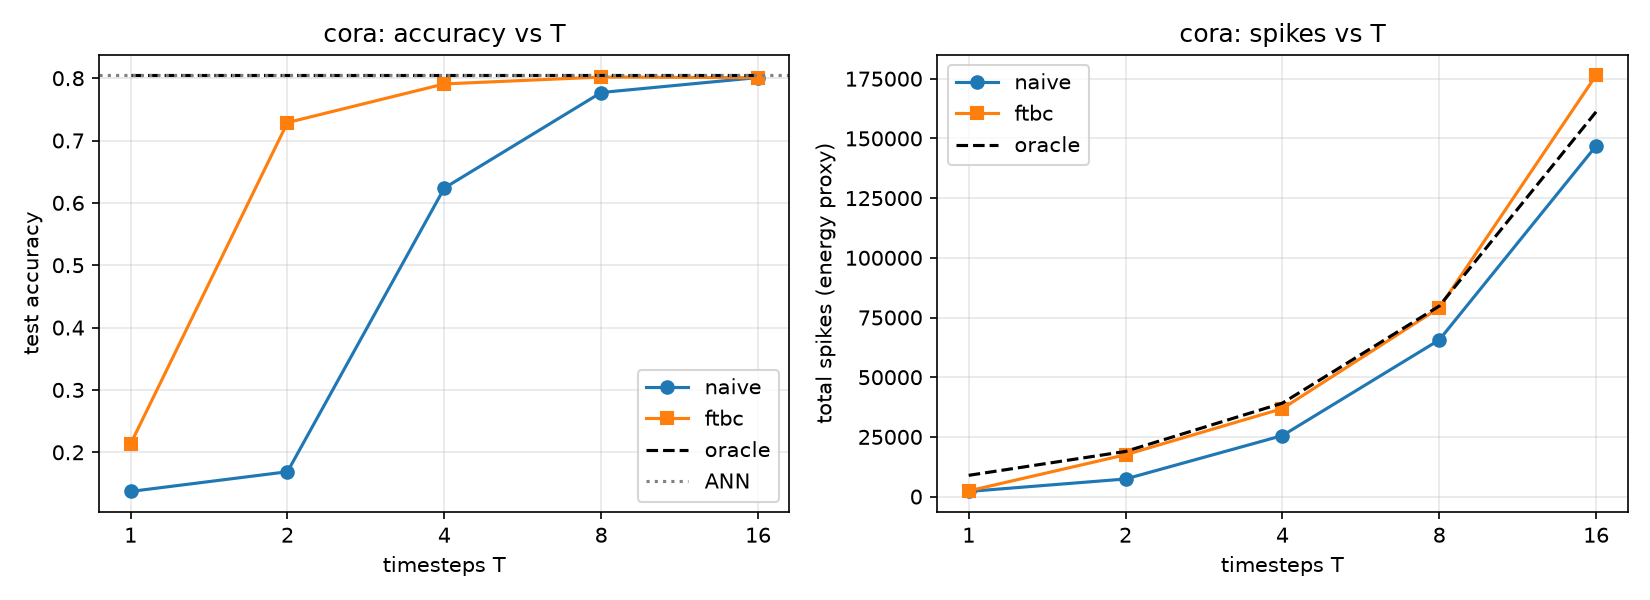 cora: accuracy vs T
test accuracy
0.8
0.7
0.6
0.5
0.4
0.3
0.2
naive
ftbc
oracle
ANN
1 2 4 8 16
timesteps T
cora: spikes vs T
total spikes (energy proxy)
175000
150000
125000
100000
75000
50000
25000
0
naive
ftbc
oracle
1 2 4 8 16
timesteps T